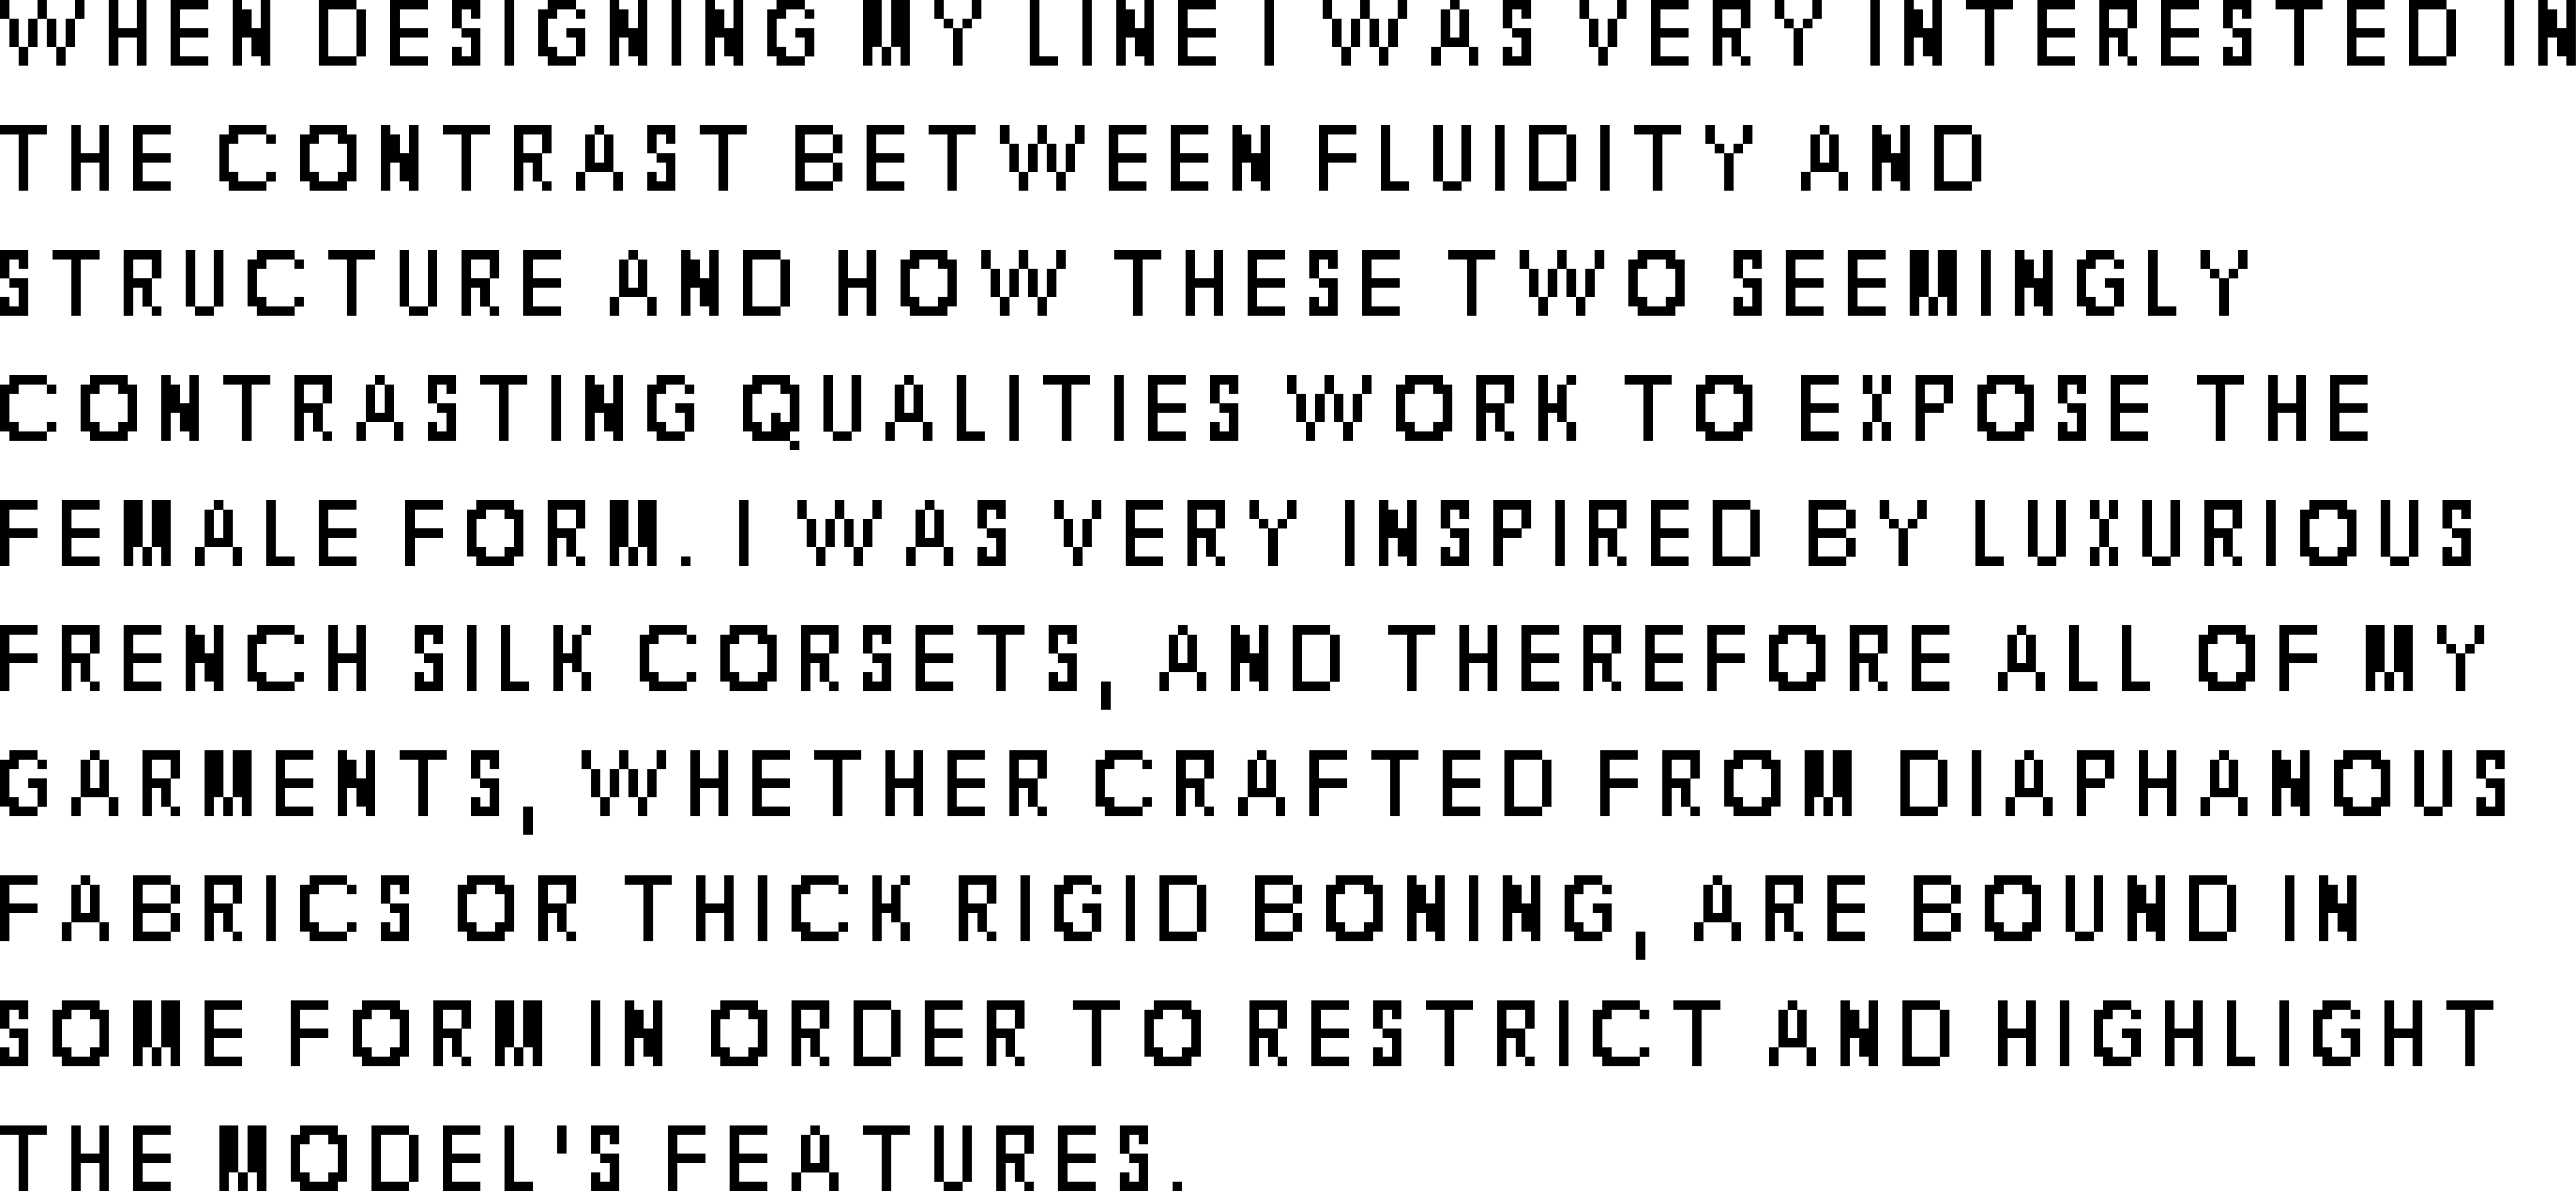 WHEN DESIGNING MY LINE I WAS VERY INTERESTED IN
THE CONTRAST BETWEEN FLUIDITY AND
STRUCTURE AND HOW THESE TWO SEEMINGLY
CONTRASTING QUALITIES WORK TO EXPOSE THE
FEMALE FORM. I WAS VERY INSPIRED BY LUXURIOUS
FRENCH SILK CORSETS, AND THEREFORE ALL OF MY
GARMENTS, WHETHER CRAFTED FROM DIAPHANOUS
FABRICS OR THICK RIGID BONING, ARE BOUND IN
SOME FORM IN ORDER TO RESTRICT AND HIGHLIGHT
THE MODEL'S FEATURES.